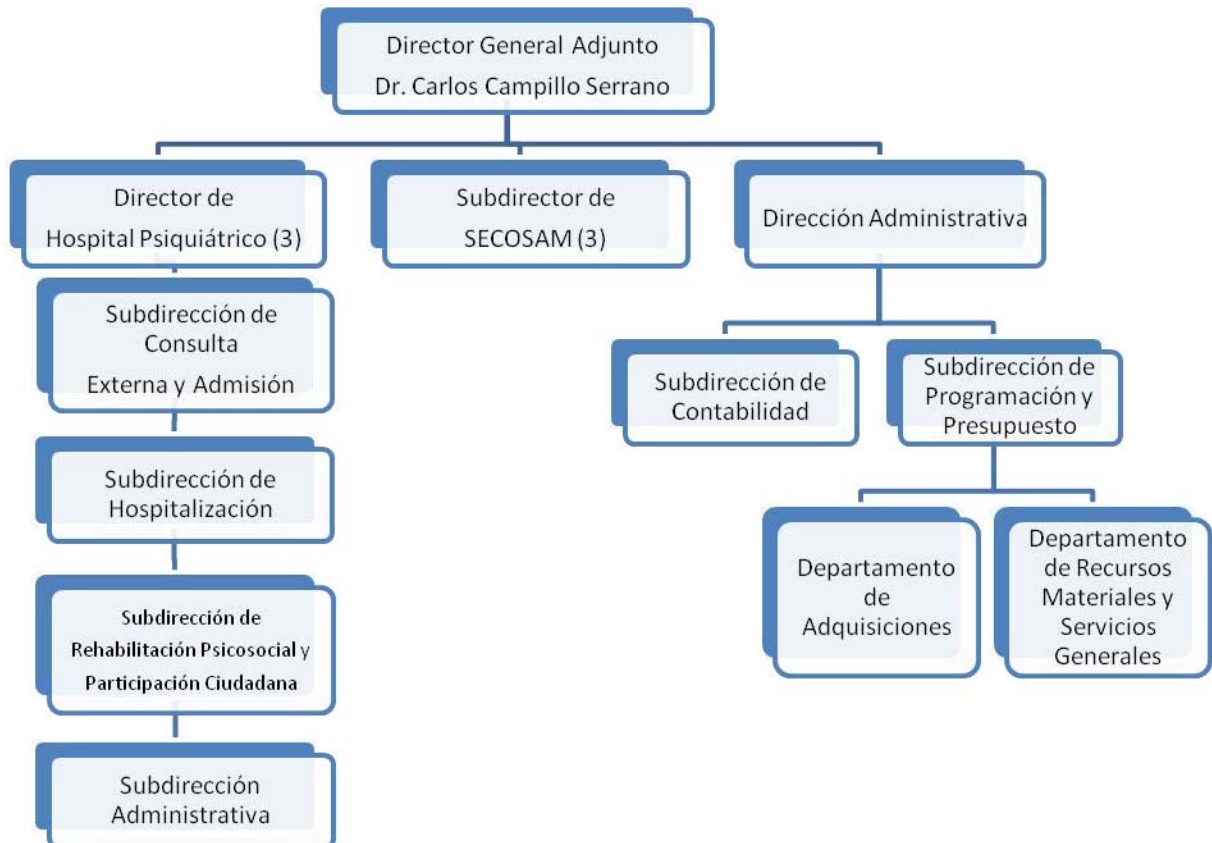 Director General Adjunto
Dr. Carlos Campillo Serrano
Director de
Hospital Psiquiátrico (3)
Subdirector de
SECOSAM (3)
Dirección Administrativa
Subdirección de
Consulta
Externa y Admisión
Subdirección de
Hospitalización
Subdirección de
Rehabilitación Psicosocial y
Participación Ciudadana
Subdirección
Administrativa
Subdirección de
Contabilidad
Subdirección de
Programación y
Presupuesto
Departamento
de
Adquisiciones
Departamento
de Recursos
Materiales y
Servicios
Generales